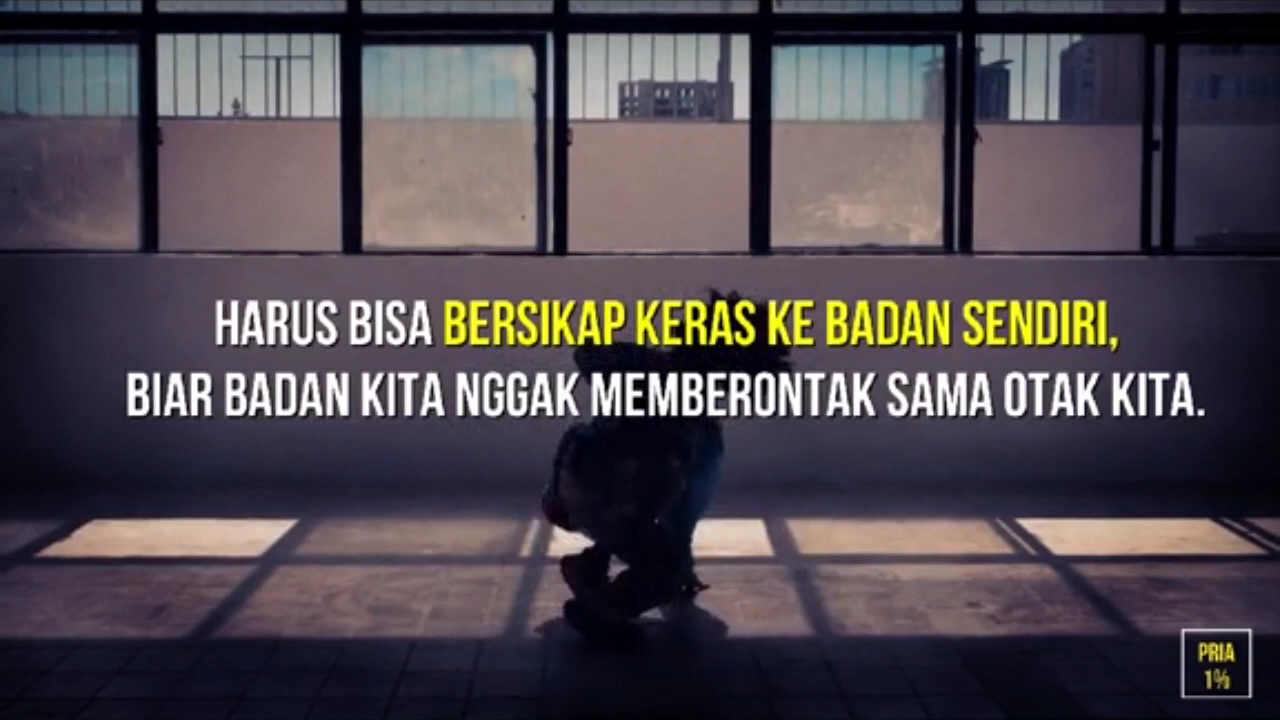 HARUS BISA BERSIKAP KERAS KE BADAN SENDIRI,
BIAR BADAN KITA NGGAK MEMBERONTAK SAMA OTAK KITA.
PRIA
1%